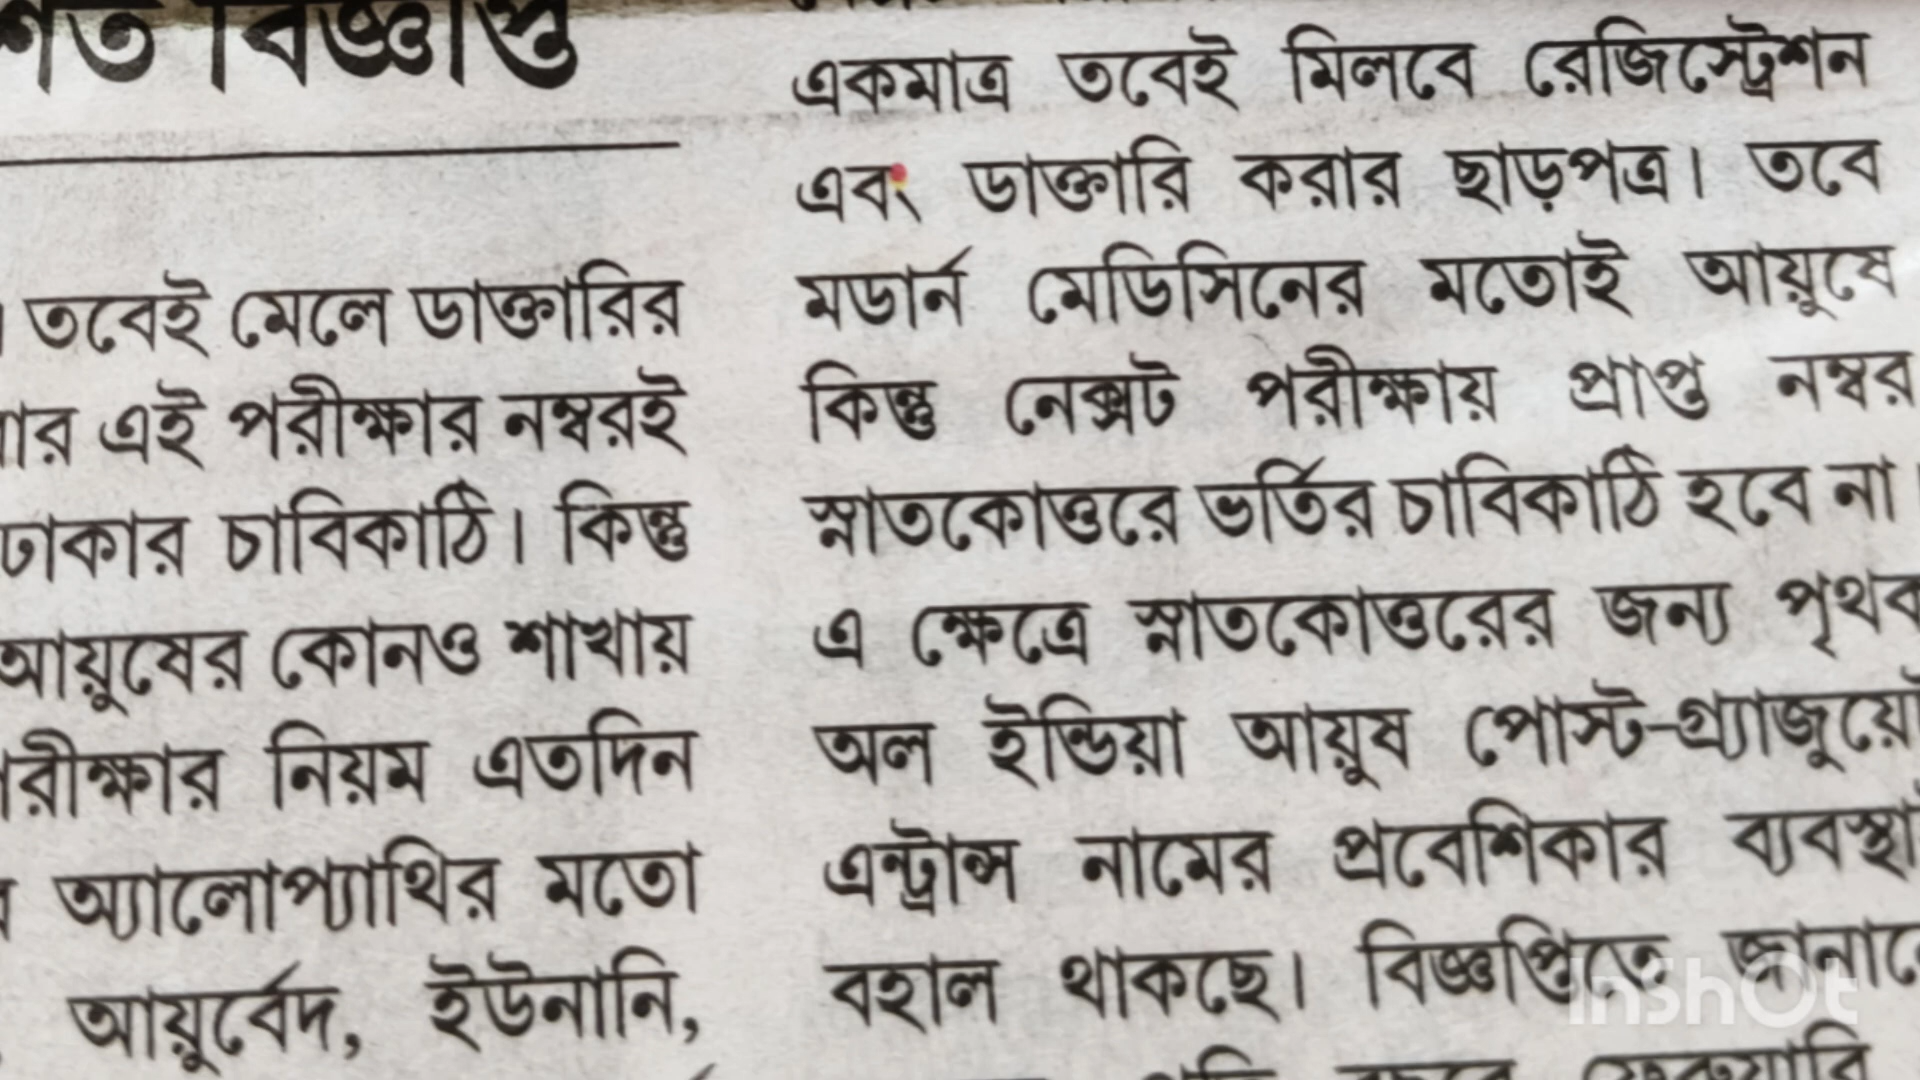 বিজ্ঞপ্তি
তবেই মেলে ডাক্তারির
এই পরীক্ষার নম্বরই
ঢাকার চাবিকাঠি। কিন্তু
আয়ুষের কোনও শাখায়
নিয়ম এতদিন
অ্যালোপ্যাথির মতো
আয়ুর্বেদ, ইউনানি,
একমাত্র তবেই মিলবে রেজিস্ট্রেশন
এবং ডাক্তারি করার ছাড়পত্র। তবে
মডার্ন মেডিসিনের মতোই আয়ুষে
কিন্তু নেক্সট পরীক্ষায় প্রাপ্ত নম্বর
স্নাতকোত্তরে ভর্তির চাবিকাঠি হবে না।
এ ক্ষেত্রে স্নাতকোত্তরের জন্য
অল ইন্ডিয়া আয়ুষ
এন্ট্রান্স নামের প্রবেশিকার ব্যবস্থা
বহাল থাকছে। বিজ্ঞপ্তিতে
InShOt